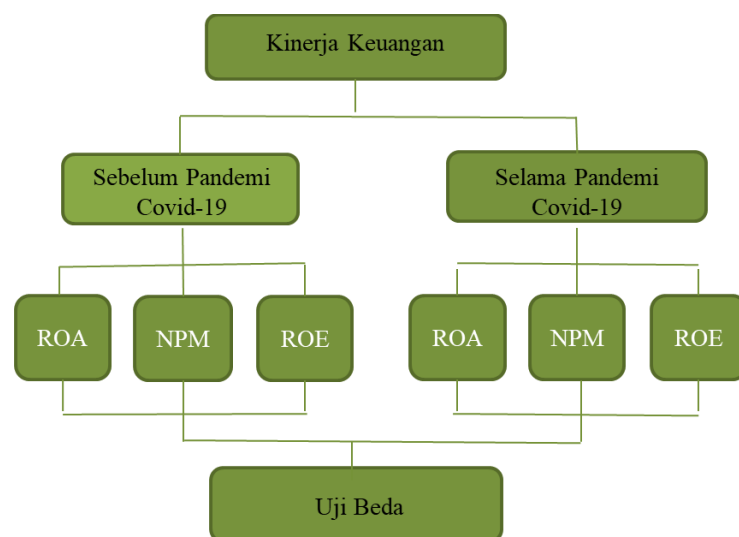 Kinerja Keuangan
Sebelum Pandemi
Covid-19
Selama Pandemi
Covid-19
ROA
NPM
ROE
ROA
NPM
ROE
Uji Beda